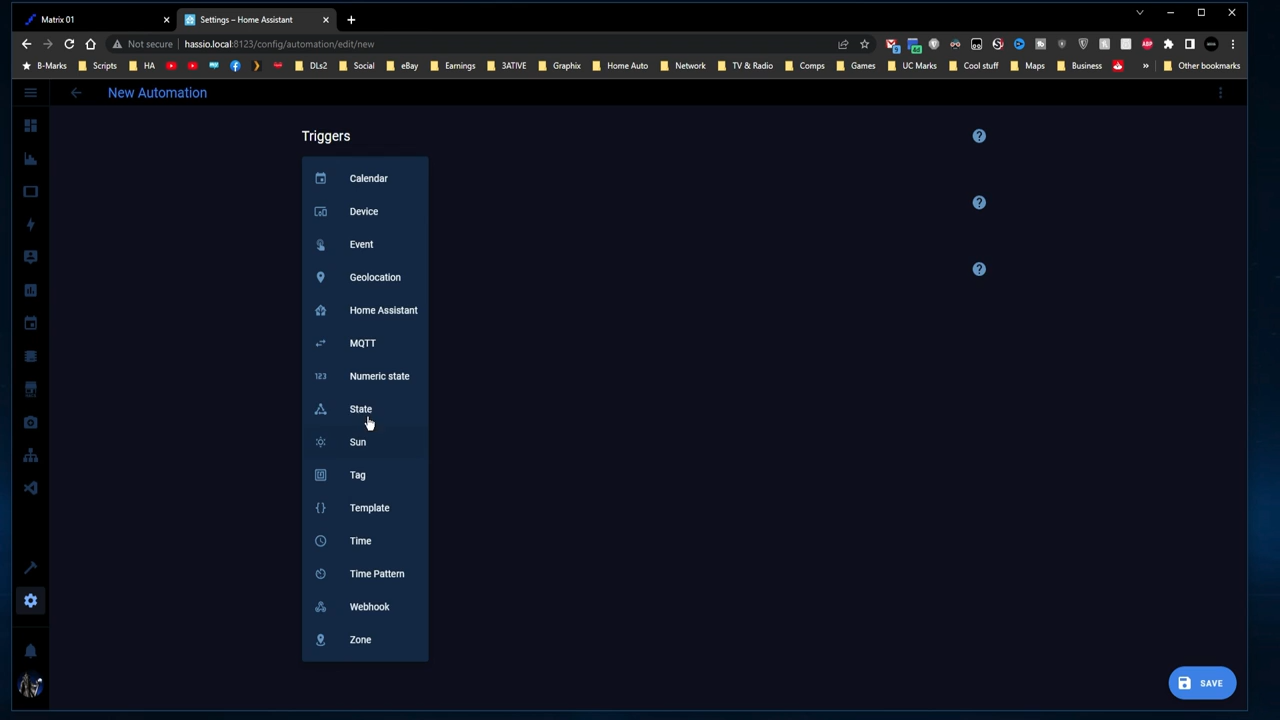 Matrix 01
Settings – Home Assistant
Not secure
hassio.local:8123/config/automation/edit/new
B-Marks
Scripts
HA
DLs2
Social
eBay
Earnings
3ATIVE
Graphix
Home Auto
Network
TV & Radio
Comps
Games
UC Marks
Cool stuff
Maps
Business
Other bookmarks
New Automation
Triggers
Calendar
Device
Event
Geolocation
Home Assistant
MQTT
123 Numeric state
State
Sun
Tag
Template
Time
Time Pattern
Webhook
Zone
SAVE